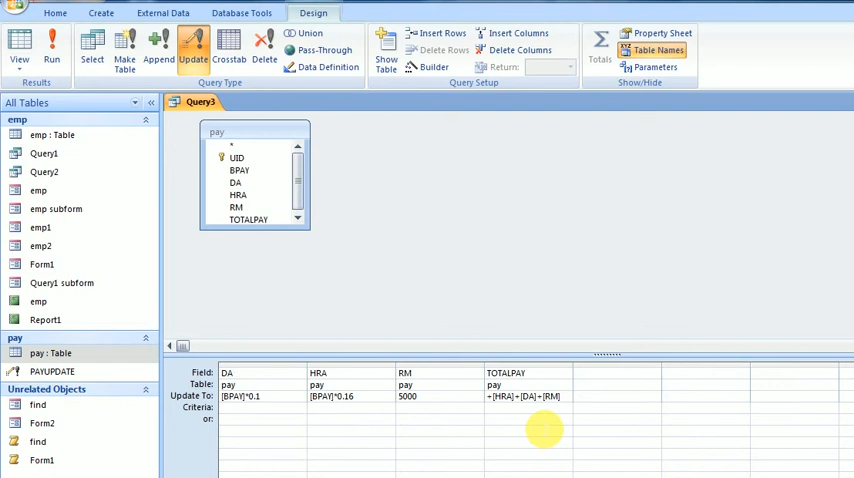 Home Create External Data Database Tools Design
View Run Select Make Table Append Update Crosstab Delete Union Pass-Through Data Definition Show Table Insert Rows Delete Rows Builder Insert Columns Delete Columns Return: Totals Property Sheet Table Names Parameters
Results Query Type Query Setup Show/Hide
All Tables
emp
emp : Table
Query1
Query2
emp
emp subform
emp1
emp2
Form1
Query1 subform
emp
Report1
pay
pay : Table
PAYUPDATE
Unrelated Objects
find
Form2
find
Form1
Query3
pay
*
UID
BPAY
DA
HRA
RM
TOTALPAY
Field: DA HRA RM TOTALPAY
Table: pay pay pay pay
Update To: [BPAY]*0.1 [BPAY]*0.16 5000 +[HRA]+[DA]+[RM]
Criteria:
or: